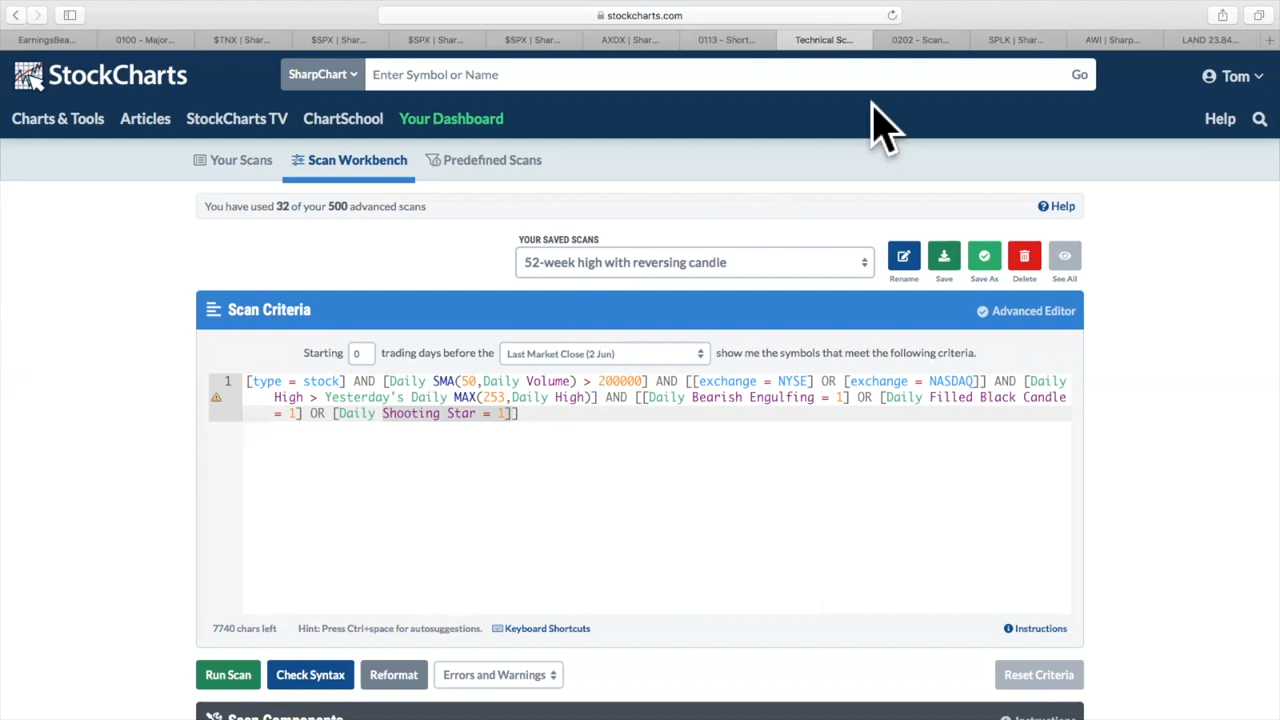 stockcharts.com
EarningsBea...
0100 - Major...
$TNX | Shar...
$SPX | Shar...
$SPX | Shar...
$SPX | Shar...
AXDX | Shar...
0113 - Short...
Technical Sc...
0202 - Scan...
SPLK | Shar...
AWI | Sharp...
LAND 23.84...
StockCharts
SharpChart
Enter Symbol or Name
Go
Tom
Charts & Tools
Articles
StockCharts TV
ChartSchool
Your Dashboard
Help
Your Scans
Scan Workbench
Predefined Scans
You have used 32 of your 500 advanced scans
Help
YOUR SAVED SCANS
52-week high with reversing candle
Rename
Save
Save As
Delete
See All
Scan Criteria
Advanced Editor
Starting 0 trading days before the Last Market Close (2 Jun) show me the symbols that meet the following criteria.
1 [type = stock] AND [Daily SMA(50,Daily Volume) > 200000] AND [[exchange = NYSE] OR [exchange = NASDAQ]] AND [Daily
High > Yesterday's Daily MAX(253,Daily High)] AND [[Daily Bearish Engulfing = 1] OR [Daily Filled Black Candle
= 1] OR [Daily Shooting Star = 1]]
7740 chars left
Hint: Press Ctrl+space for autosuggestions.
Keyboard Shortcuts
Instructions
Run Scan
Check Syntax
Reformat
Errors and Warnings
Reset Criteria
Scan Components
Instructions